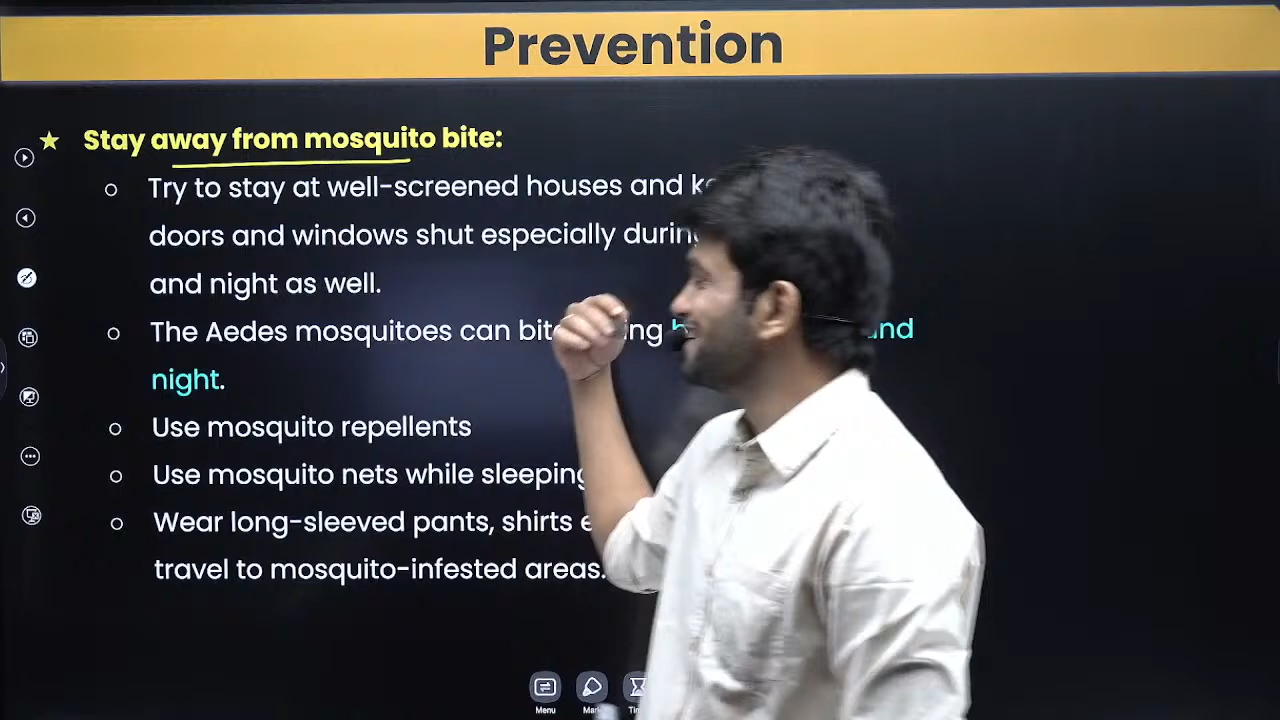 Prevention
Stay away from mosquito bite:
Try to stay at well-screened houses and
doors and windows shut especially during
and night as well.
The Aedes mosquitoes can and
night.
Use mosquito repellents
Use mosquito nets while sleeping
Wear long-sleeved pants, shirts
travel to mosquito-infested areas.
Menu